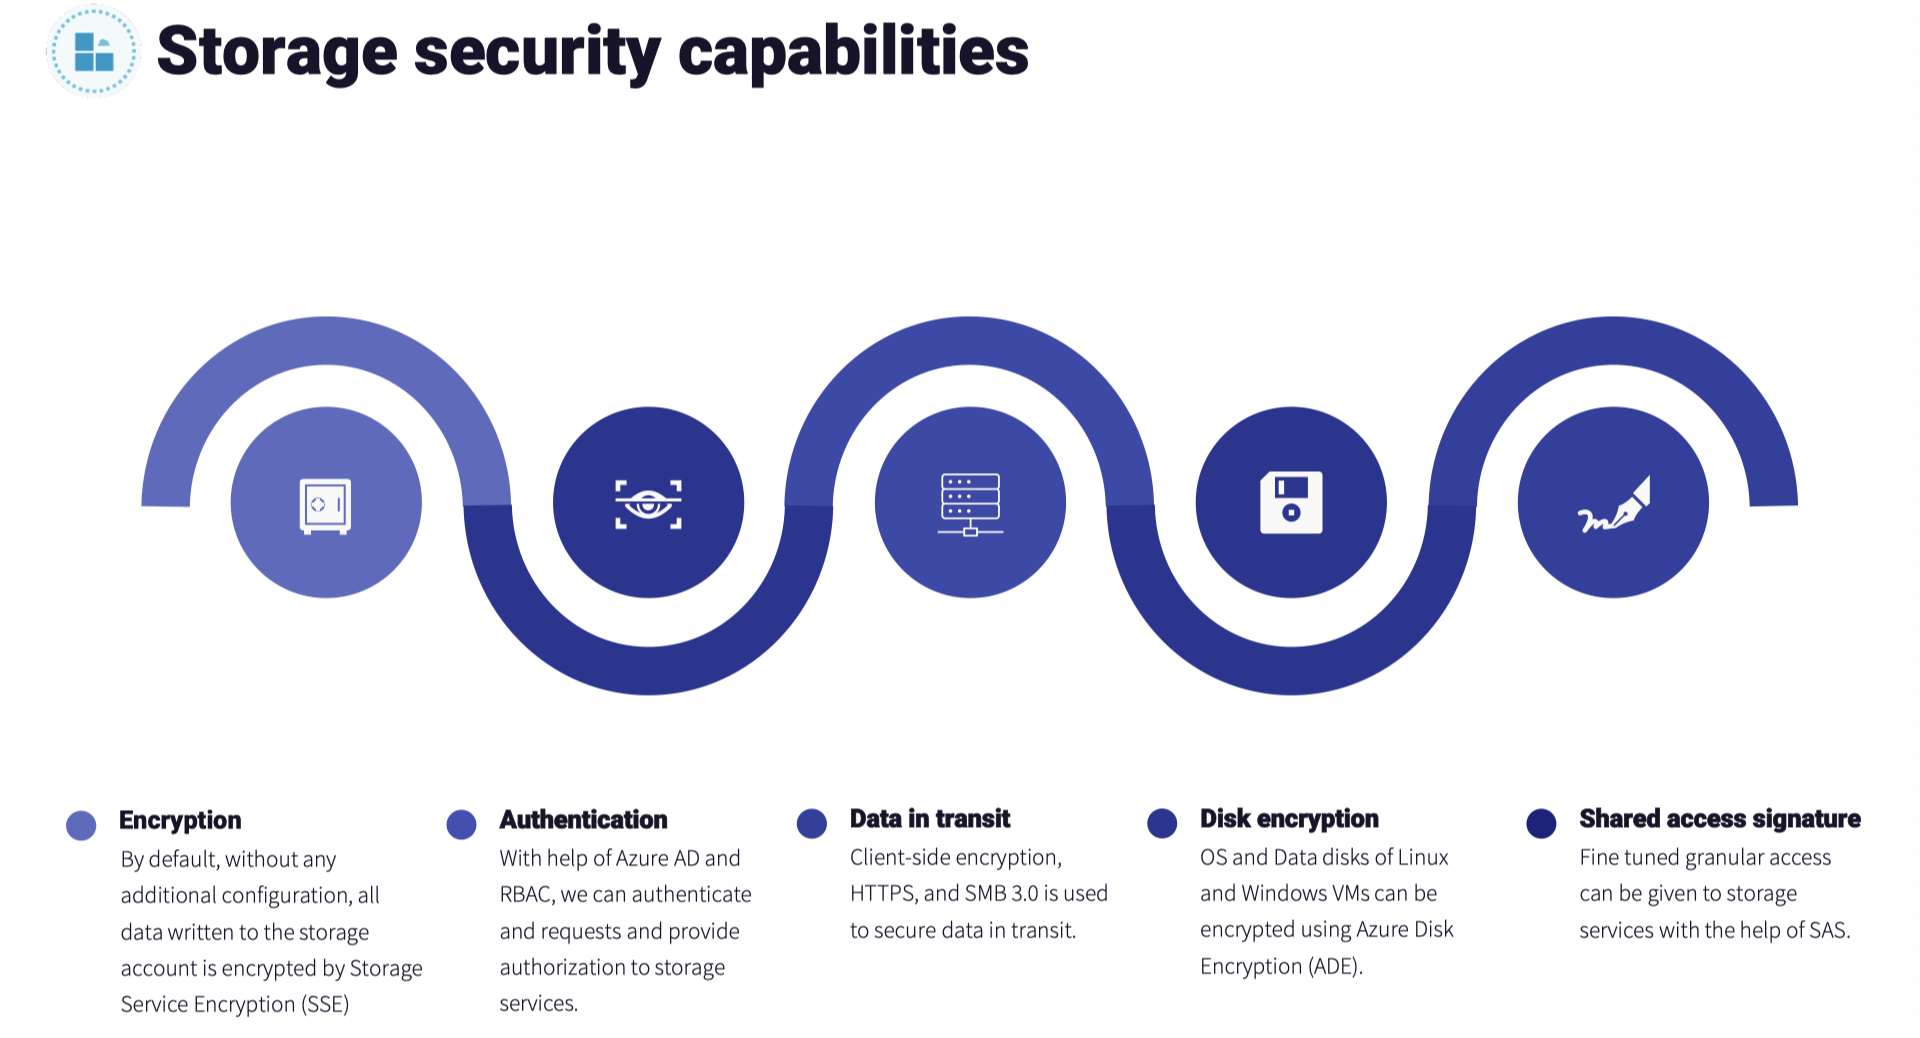 Storage security capabilities
Encryption
By default, without any
additional configuration, all
data written to the storage
account is encrypted by Storage
Service Encryption (SSE)
Authentication
With help of Azure AD and
RBAC, we can authenticate
and requests and provide
authorization to storage
services.
Data in transit
Client-side encryption,
HTTPS, and SMB 3.0 is used
to secure data in transit.
Disk encryption
OS and Data disks of Linux
and Windows VMs can be
encrypted using Azure Disk
Encryption (ADE).
Shared access signature
Fine tuned granular access
can be given to storage
services with the help of SAS.